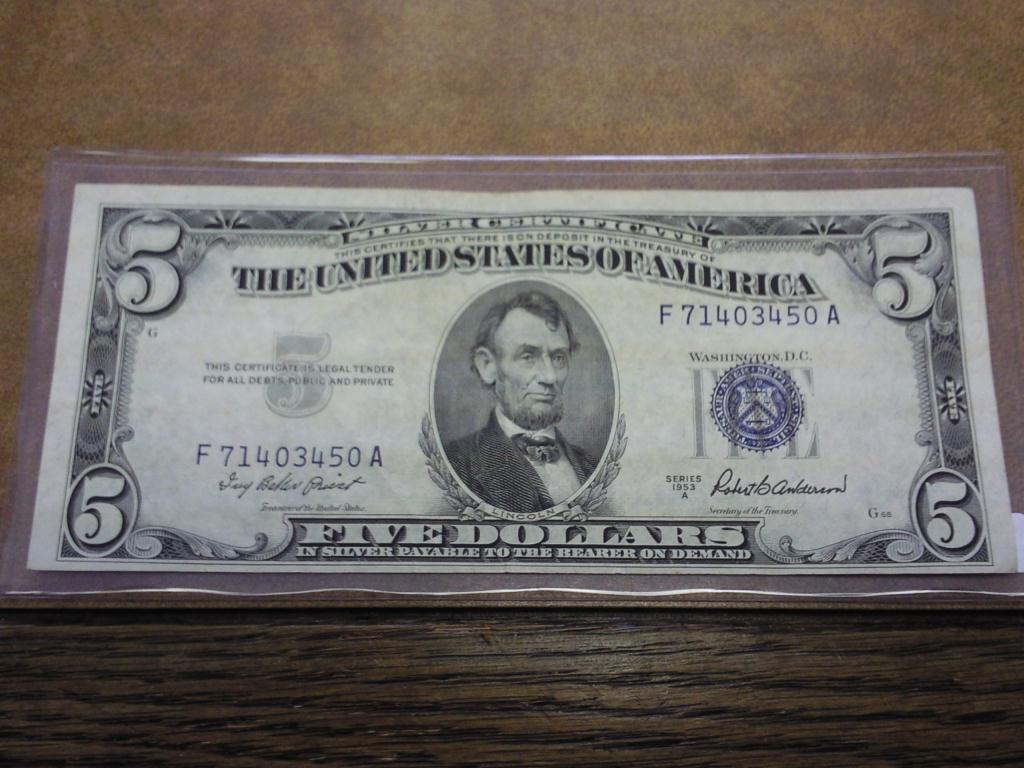 SILVER CERTIFICATE
THIS CERTIFIES THAT THERE IS ON DEPOSIT IN THE TREASURY OF
THE UNITED STATES OF AMERICA
5
5
F 71403450 A
G
5
THIS CERTIFICATE IS LEGAL TENDER
FOR ALL DEBTS, PUBLIC AND PRIVATE
WASHINGTON, D.C.
FIVE
FIVE
F 71403450 A
Ivy Baker Priest
Treasurer of the United States.
SERIES
1953
A
Robert B Anderson
Secretary of the Treasury.
G 68
LINCOLN
5
5
FIVE DOLLARS
IN SILVER PAYABLE TO THE BEARER ON DEMAND